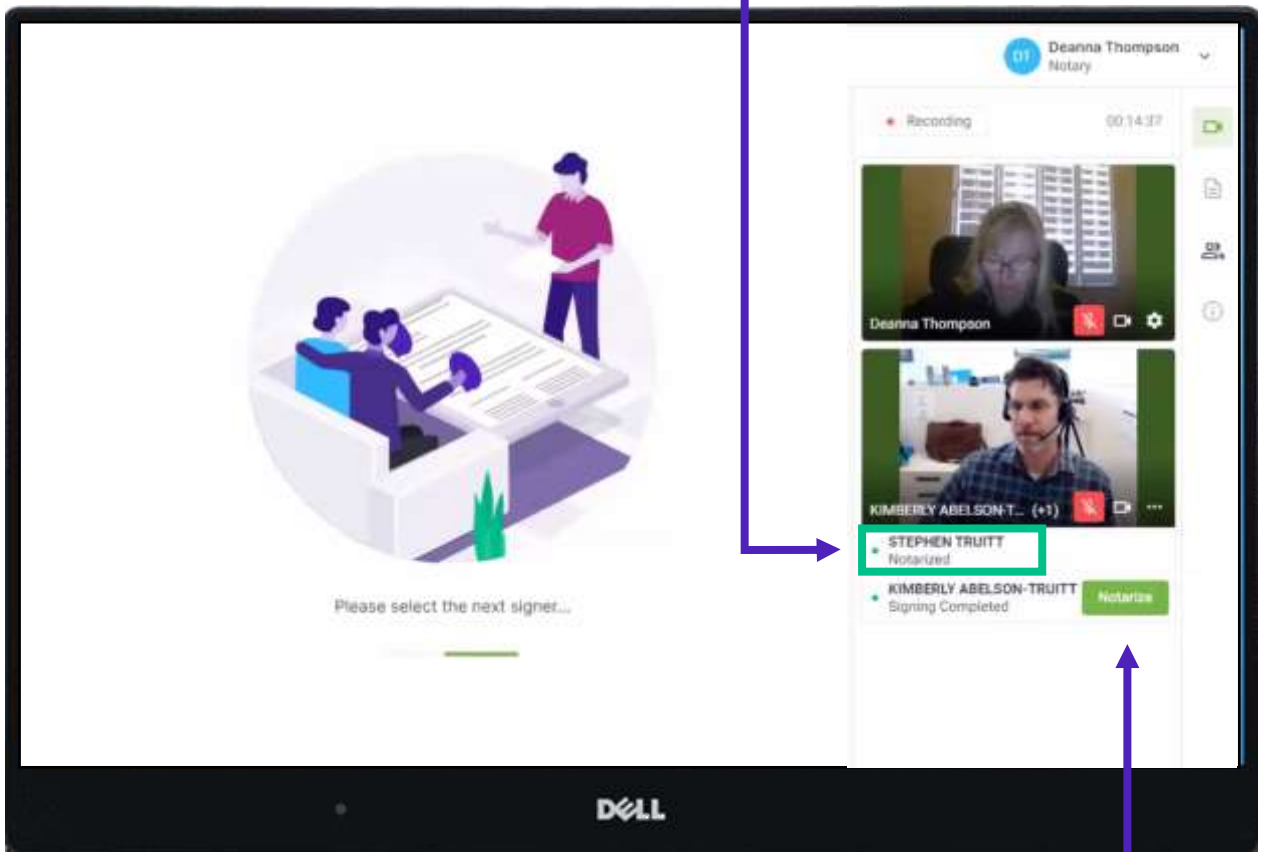 DT
Deanna Thompson
Notary
Recording
00:14:37
Deanna Thompson
KIMBERLY ABELSON-T... (+1)
STEPHEN TRUITT
Notarized
KIMBERLY ABELSON-TRUITT
Signing Completed
Notarize
Please select the next signer...
DELL